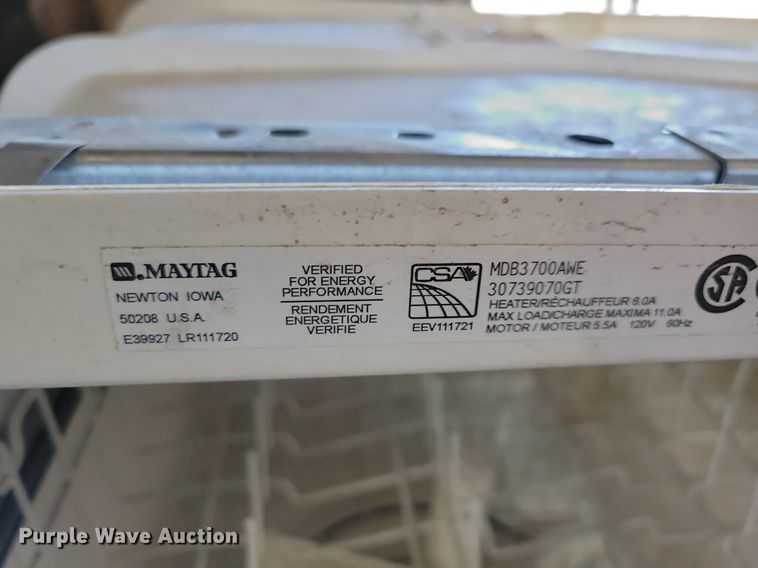 MAYTAG
NEWTON IOWA
50208 U.S.A.
E39927 LR111720
VERIFIED
FOR ENERGY
PERFORMANCE
RENDEMENT
ENERGETIQUE
VERIFIE
CSA
EEV111721
MDB3700AWE
30739070GT
HEATER/RÉCHAUFFEUR 6.0A
MAX LOAD/CHARGE MAXIMA 11.0A
MOTOR / MOTEUR 5.5A 120V 60Hz
SA
Purple Wave Auction